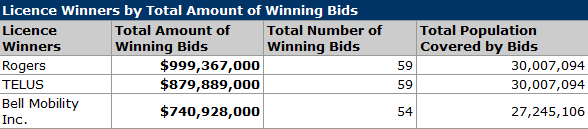 Licence Winners by Total Amount of Winning Bids
Licence Winners Total Amount of Winning Bids Total Number of Winning Bids Total Population Covered by Bids
Rogers $999,367,000 59 30,007,094
TELUS $879,889,000 59 30,007,094
Bell Mobility Inc. $740,928,000 54 27,245,106